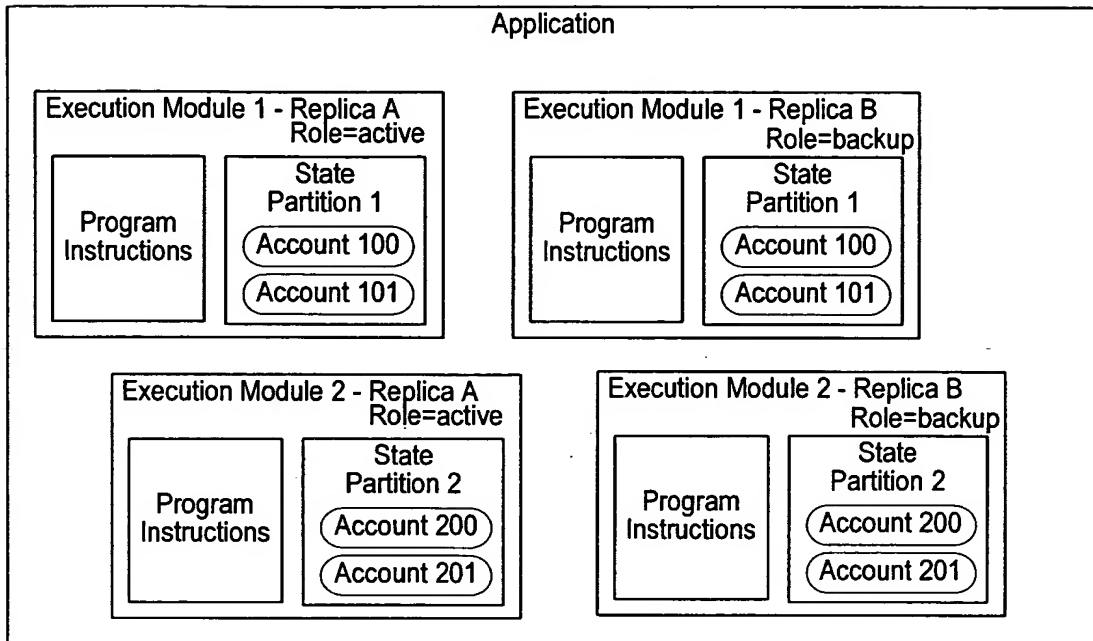 Application
Execution Module 1 - Replica A
Role=active
Program
Instructions
State
Partition 1
Account 100
Account 101
Execution Module 1 - Replica B
Role=backup
Program
Instructions
State
Partition 1
Account 100
Account 101
Execution Module 2 - Replica A
Role=active
Program
Instructions
State
Partition 2
Account 200
Account 201
Execution Module 2 - Replica B
Role=backup
Program
Instructions
State
Partition 2
Account 200
Account 201